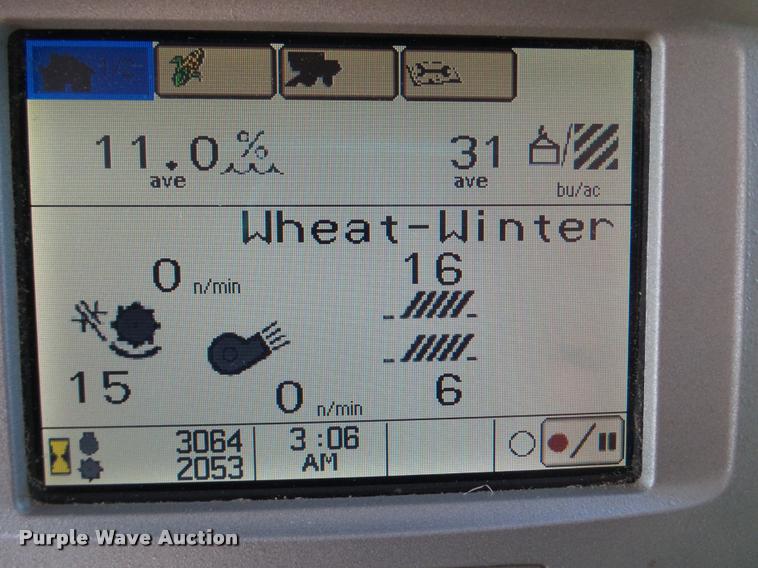 11.0 %
ave
31
ave
bu/ac
Wheat-Winter
0 n/min
16
15
0 n/min
6
3064
2053
3:06
AM
Purple Wave Auction